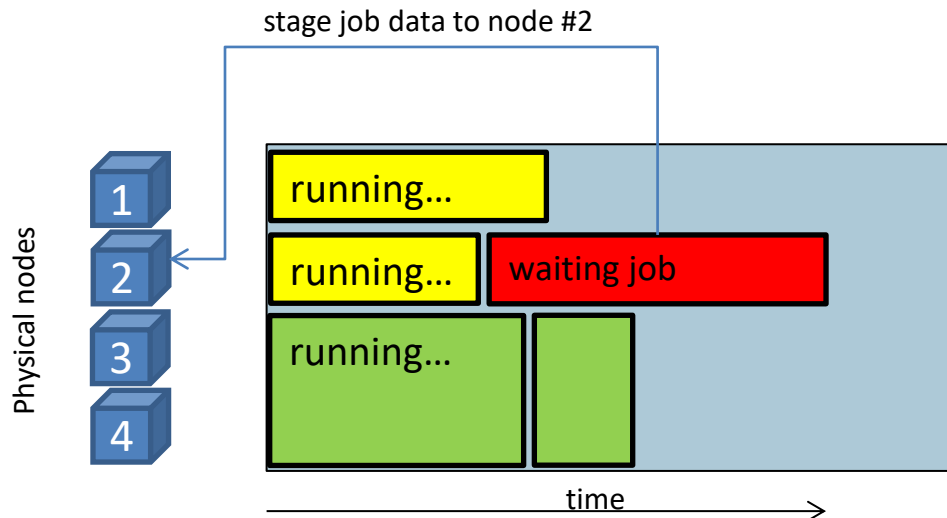 stage job data to node #2
Physical nodes
1
running...
2
running...
waiting job
3
running...
4
time